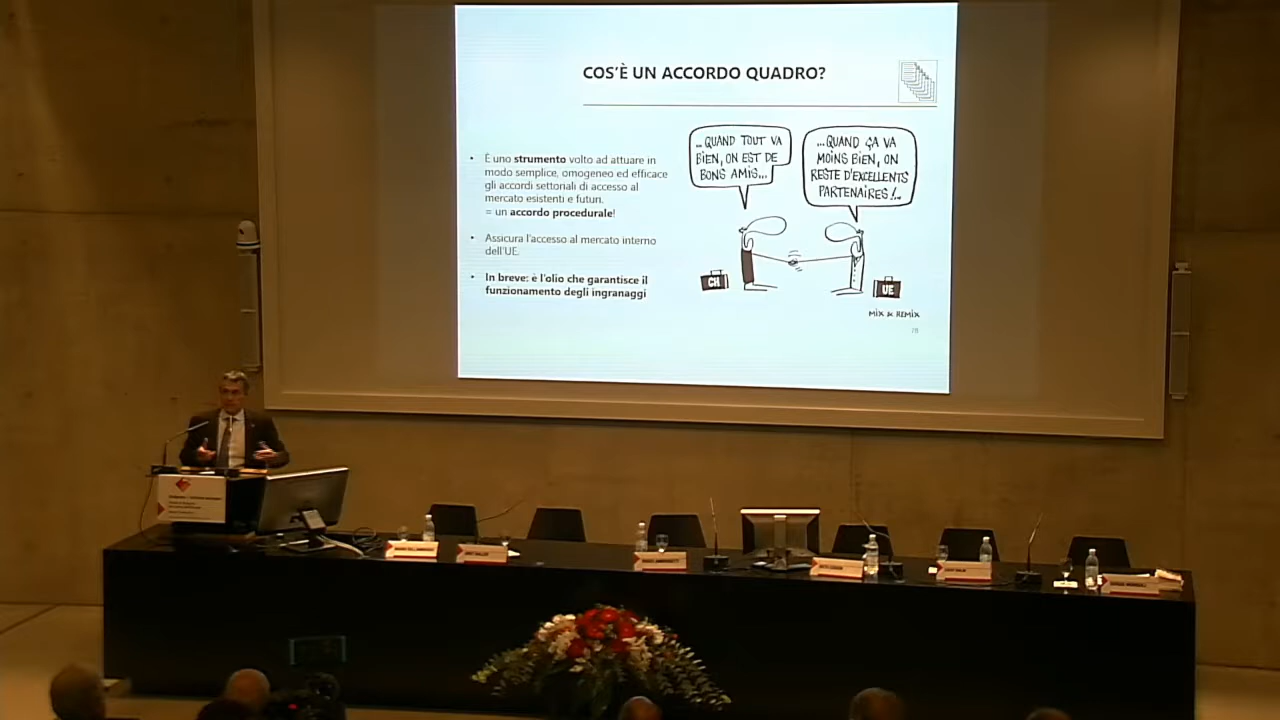 COS'È UN ACCORDO QUADRO?
• È uno strumento volto ad attuare in
modo semplice, omogeneo ed efficace
gli accordi settoriali di accesso al
mercato esistenti e futuri.
= un accordo procedurale!
• Assicura l'accesso al mercato interno
dell'UE.
• In breve: è l'olio che garantisce il
funzionamento degli ingranaggi
...QUAND TOUT VA
BIEN, ON EST DE
BONS AMIS...
...QUAND ÇA VA
MOINS BIEN, ON
RESTE D'EXCELLENTS
PARTENAIRES!..
CH
UE
MIX & REMIX